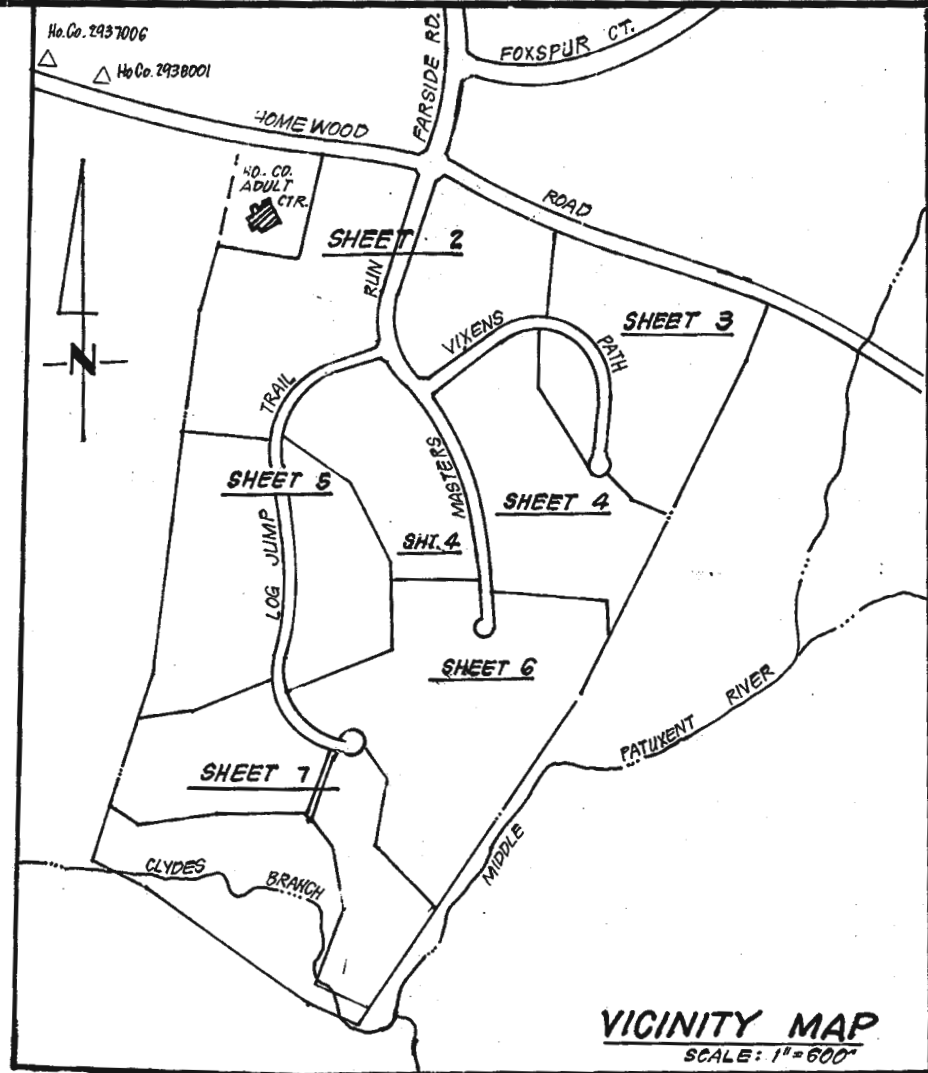 Ho.Co. 2937006
Ho Co. 2938001
FARSIDE RD.
FOXSPUR CT.
HOMEWOOD
ROAD
HO. CO.
ADULT
CTR.
SHEET 2
RUN
VIXENS
PATH
SHEET 3
N
TRAIL
SHEET 5
MASTERS
SHEET 4
LOG JUMP
SHT. 4
SHEET 6
PATUXENT RIVER
SHEET 7
MIDDLE
CLYDES
BRANCH
VICINITY MAP
SCALE: 1"=600"